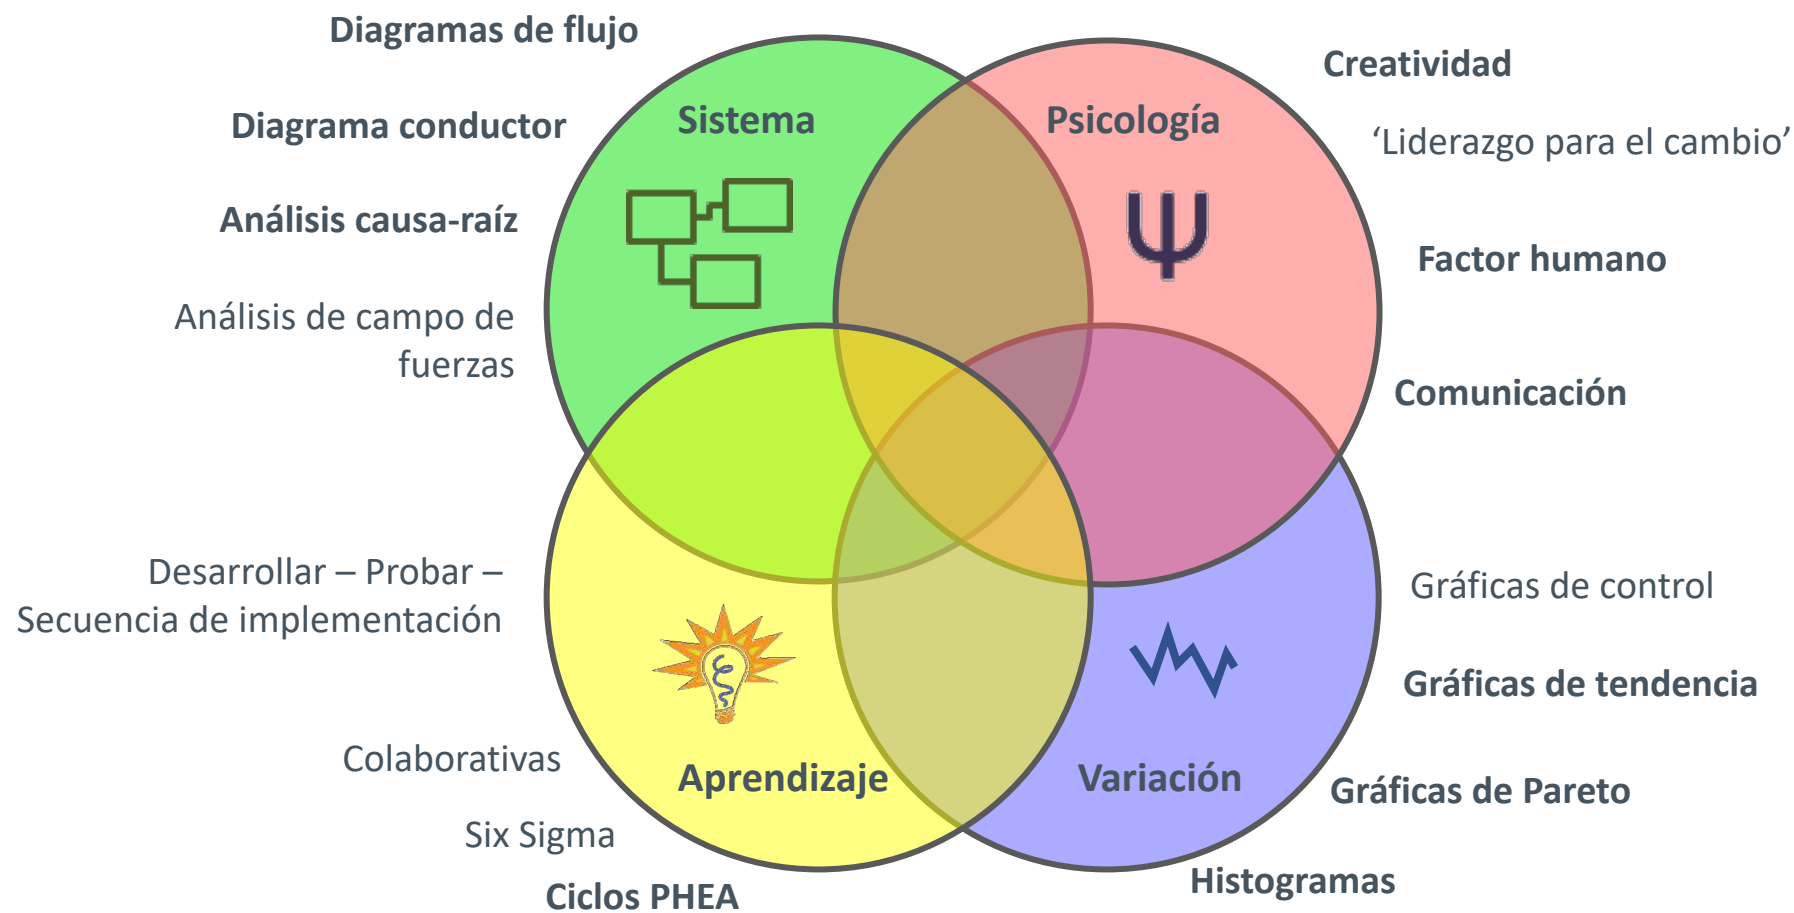 Diagramas de flujo
Diagrama conductor
Análisis causa-raíz
Análisis de campo de
fuerzas
Sistema
Psicología
Creatividad
‘Liderazgo para el cambio’
Factor humano
Comunicación
Desarrollar – Probar –
Secuencia de implementación
Colaborativas
Six Sigma
Ciclos PHEA
Aprendizaje
Variación
Gráficas de control
Gráficas de tendencia
Gráficas de Pareto
Histogramas